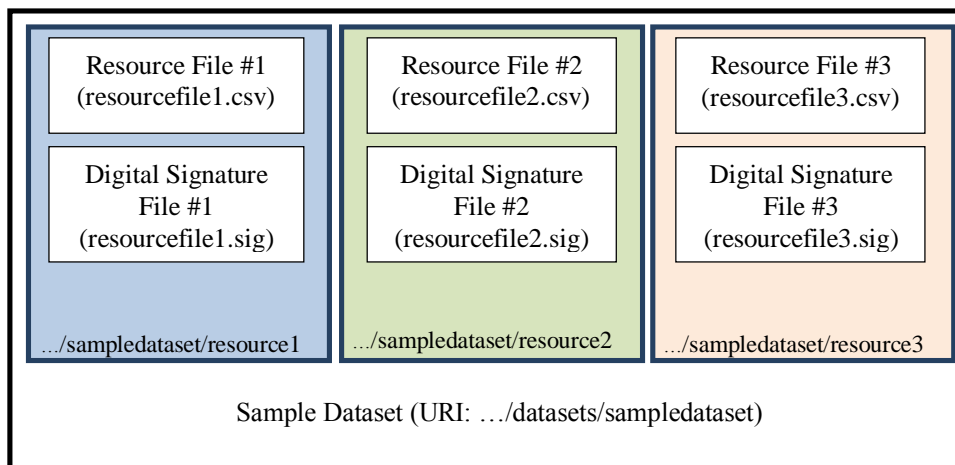 Resource File #1
(resourcefile1.csv)
Digital Signature
File #1
(resourcefile1.sig)
…/sampledataset/resource1
Resource File #2
(resourcefile2.csv)
Digital Signature
File #2
(resourcefile2.sig)
…/sampledataset/resource2
Resource File #3
(resourcefile3.csv)
Digital Signature
File #3
(resourcefile3.sig)
…/sampledataset/resource3
Sample Dataset (URI: …/datasets/sampledataset)